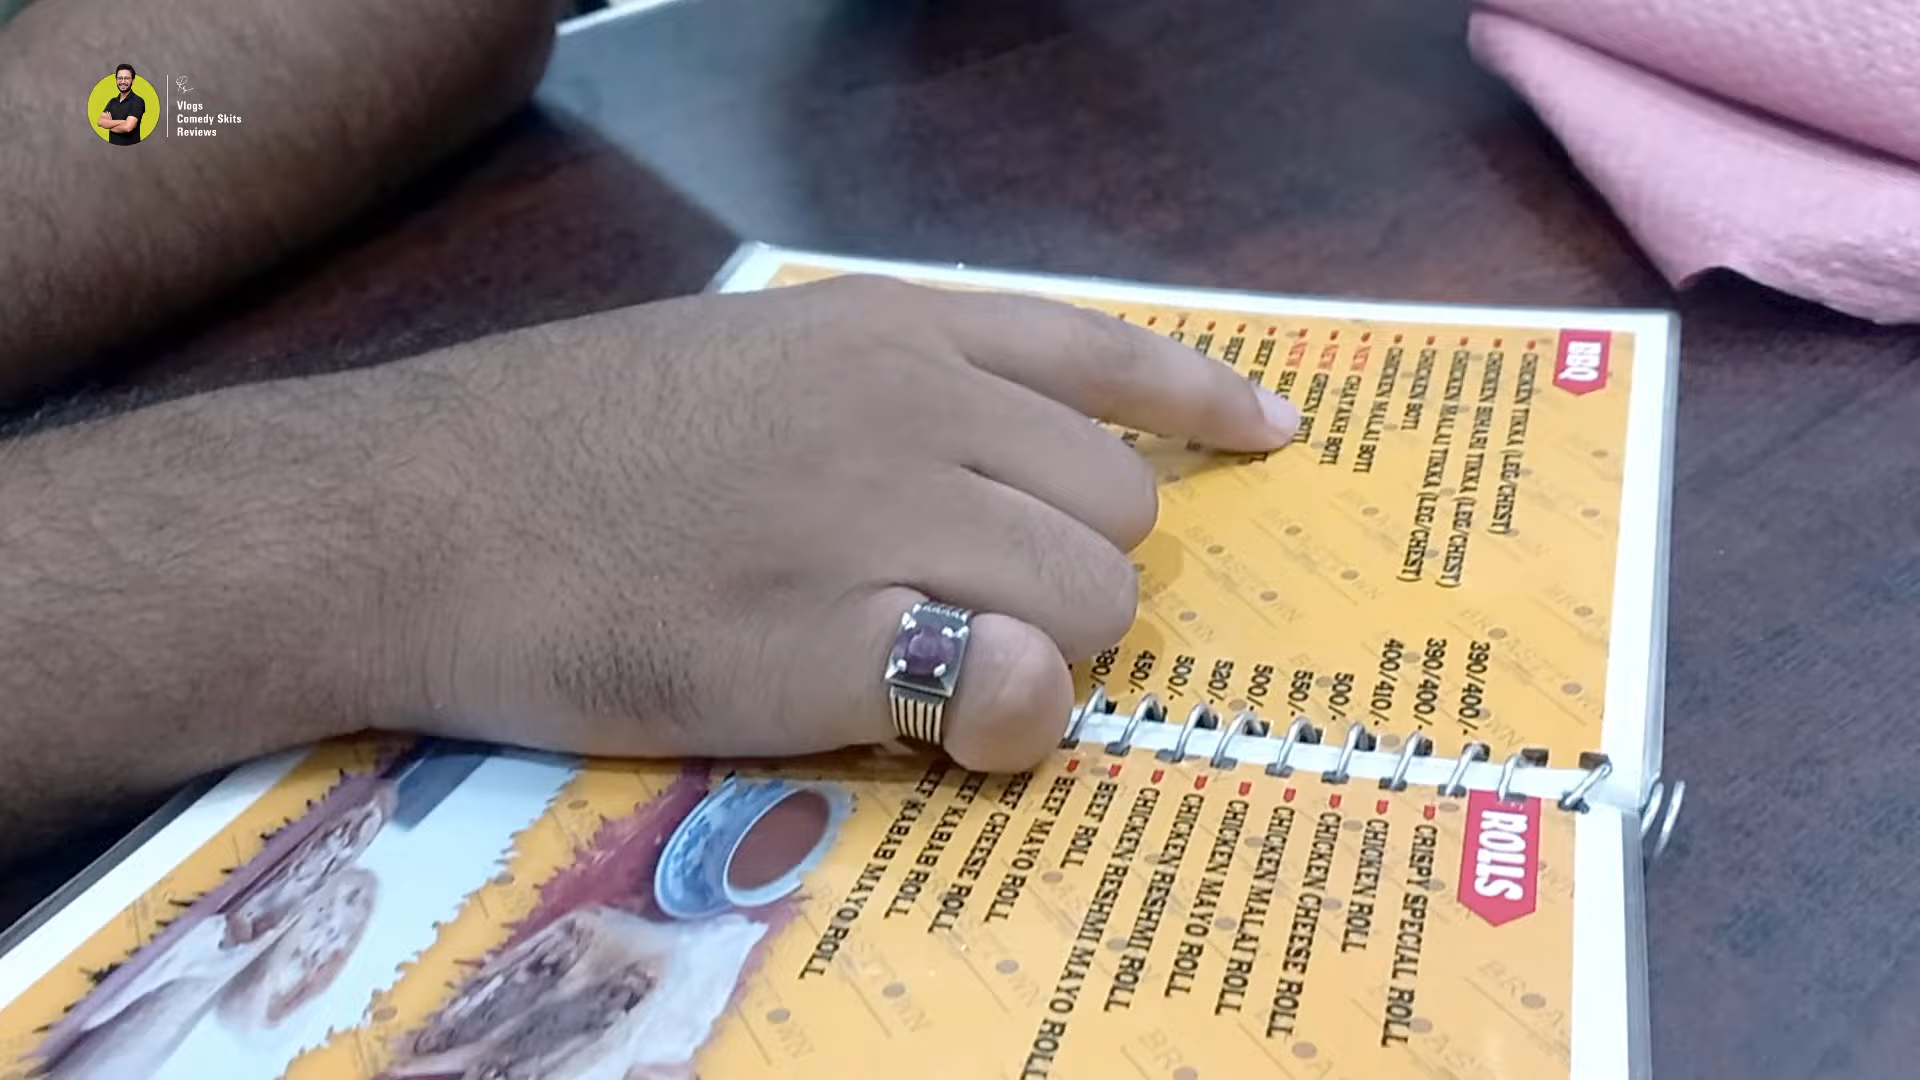 Vlogs
Comedy Skits
Reviews
BBQ
CHICKEN TIKKA (LEG/CHEST) 390/400/-
CHICKEN BIHARI TIKKA (LEG/CHEST) 390/400/-
CHICKEN MALAI TIKKA (LEG/CHEST) 400/410/-
CHICKEN BOTI 500/-
CHICKEN MALAI BOTI 550/-
NEW CHATAKH BOTI 500/-
NEW GREEN BOTI 520/-
NEW 500/-
BEEF 450/-
BEEF
ROLLS
CRISPY SPECIAL ROLL
CHICKEN ROLL
CHICKEN CHEESE ROLL
CHICKEN MALAI ROLL
CHICKEN MAYO ROLL
CHICKEN RESHMI ROLL
CHICKEN RESHMI MAYO ROLL
BEEF ROLL
BEEF MAYO ROLL
CHEESE ROLL
KABAB ROLL
KABAB MAYO ROLL
BROASTTOWN